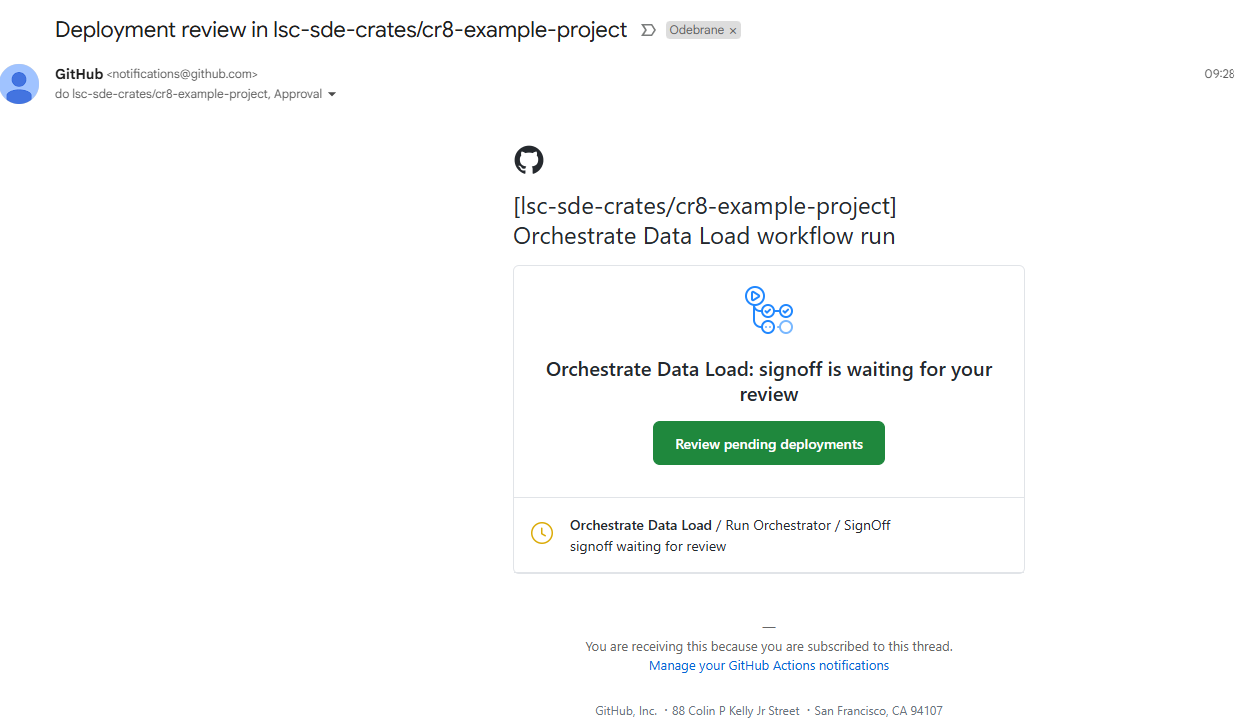 Deployment review in lsc-sde-crates/cr8-example-project Odebrane ×
GitHub <notifications@github.com> 09:28
do lsc-sde-crates/cr8-example-project, Approval
[lsc-sde-crates/cr8-example-project]
Orchestrate Data Load workflow run
Orchestrate Data Load: signoff is waiting for your
review
Review pending deployments
Orchestrate Data Load / Run Orchestrator / SignOff
signoff waiting for review
—
You are receiving this because you are subscribed to this thread.
Manage your GitHub Actions notifications
GitHub, Inc. ・88 Colin P Kelly Jr Street ・San Francisco, CA 94107